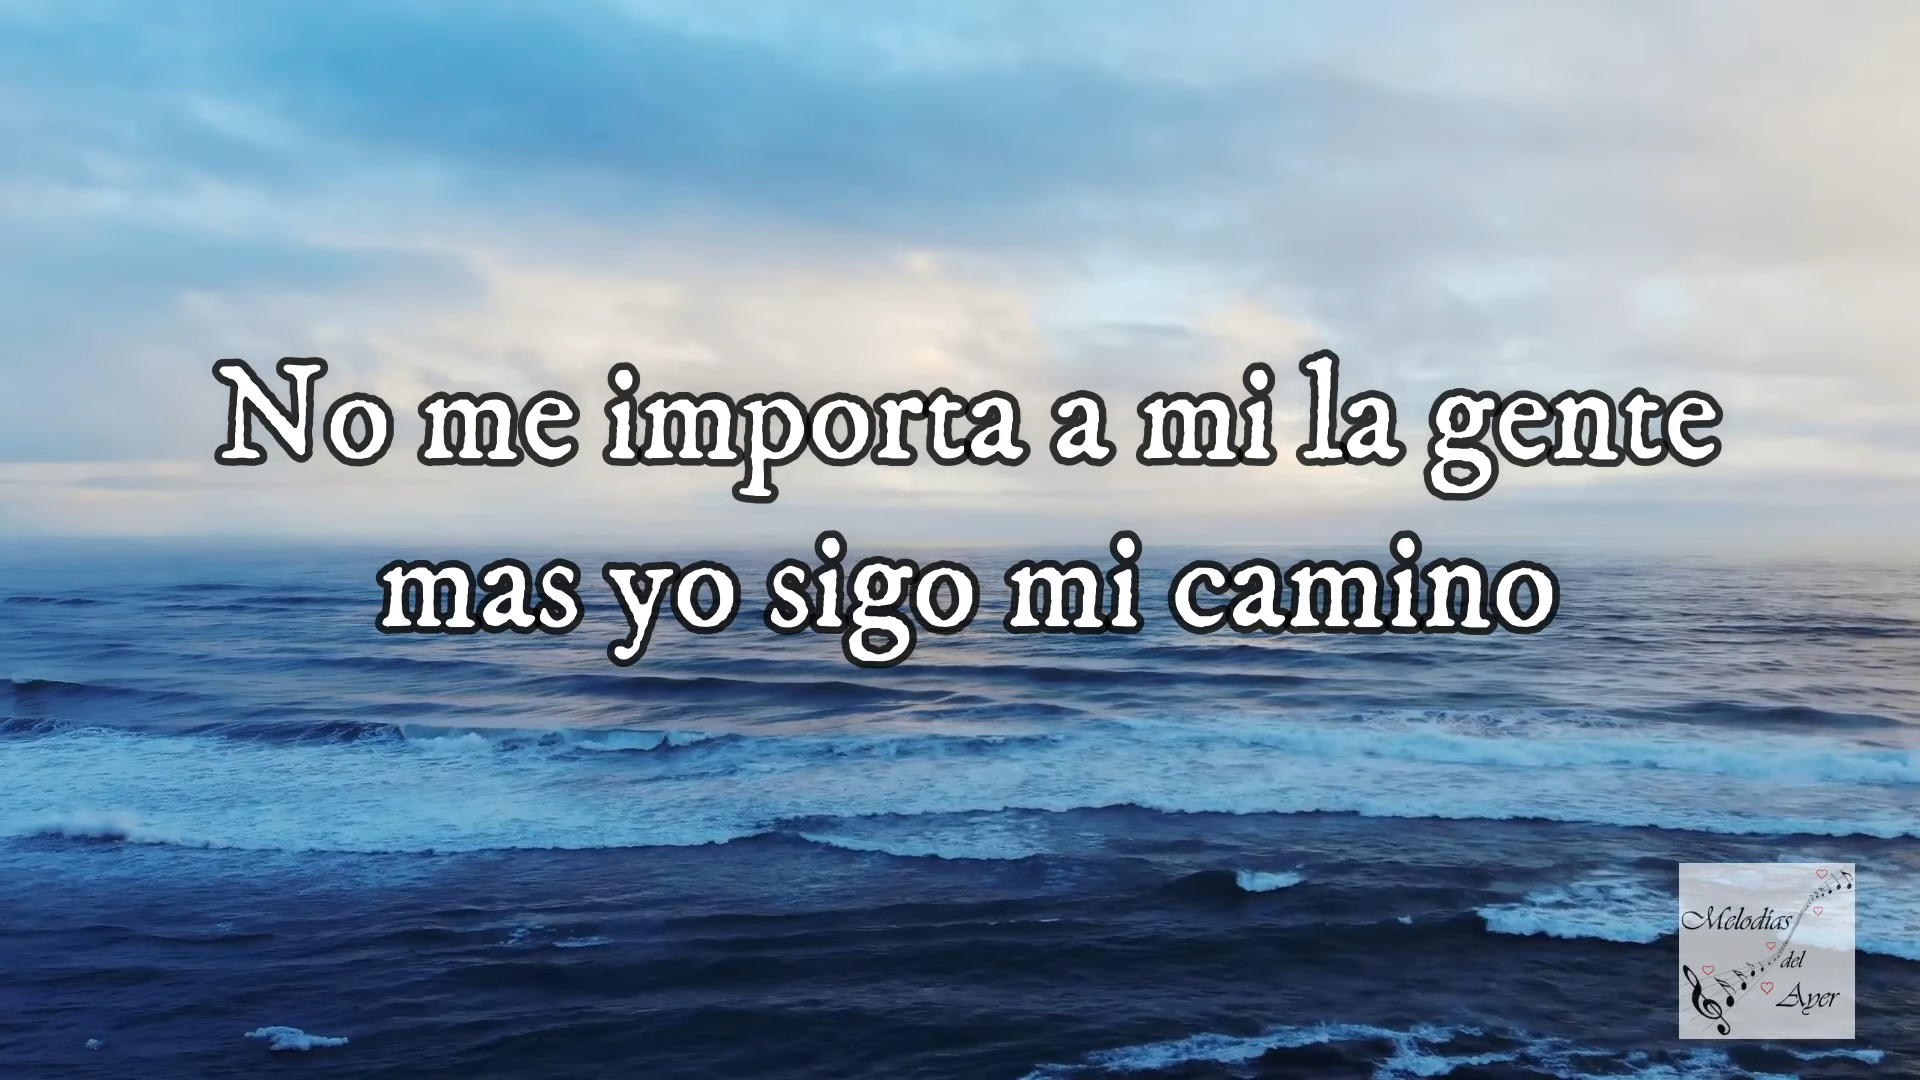 No me importa a mi la gente
mas yo sigo mi camino
Melodías
del
Ayer